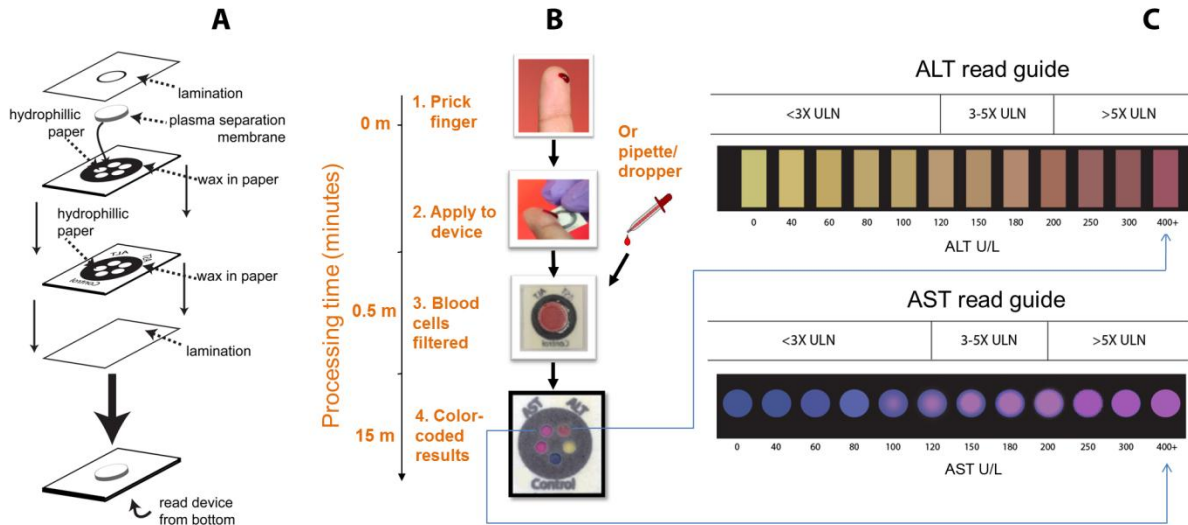 A
lamination
hydrophillic
paper
plasma separation
membrane
wax in paper
hydrophillic
paper
TJA
Control
wax in paper
lamination
read device
from bottom
B
Processing time (minutes)
0 m
0.5 m
15 m
1. Prick
finger
2. Apply to
device
3. Blood
cells
filtered
4. Color-
coded
results
Or
pipette/
dropper
TJA
Control
AST ALT
Control
C
ALT read guide
<3X ULN 3-5X ULN >5X ULN
0 40 60 80 100 120 150 180 200 250 300 400+
ALT U/L
AST read guide
<3X ULN 3-5X ULN >5X ULN
0 40 60 80 100 120 150 180 200 250 300 400+
AST U/L